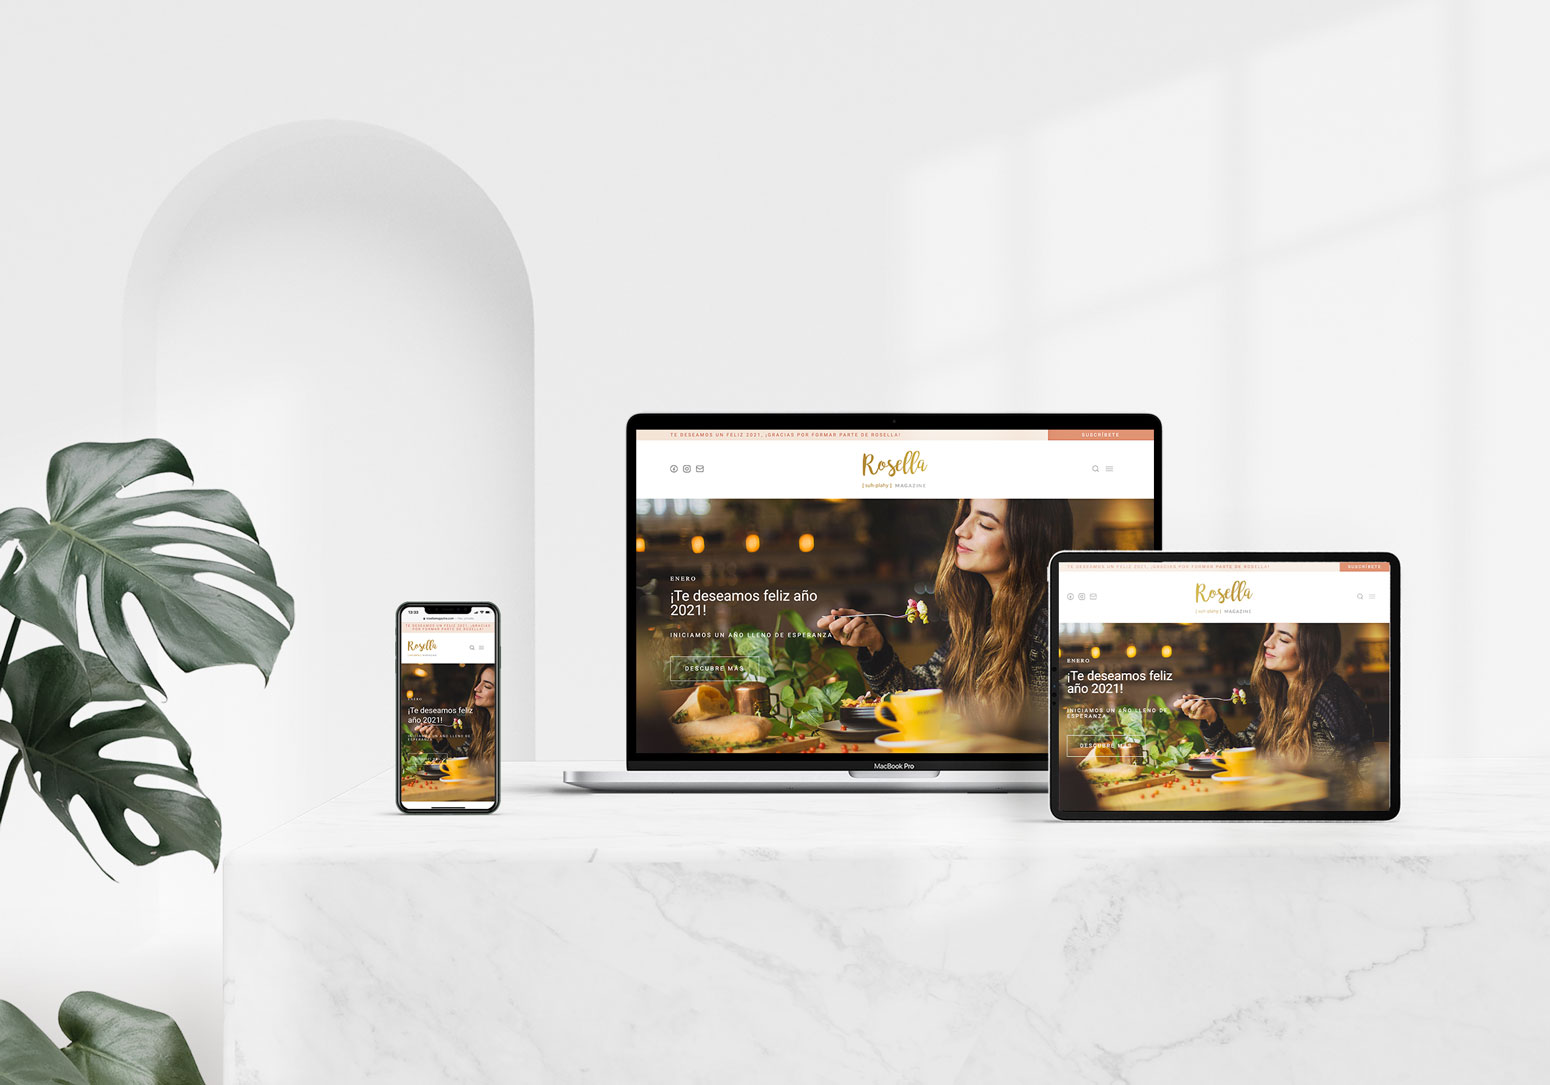 TE DESEAMOS UN FELIZ 2021, ¡GRACIAS POR FORMAR PARTE DE ROSELLA!
SUSCRÍBETE
Rosella
MAGAZINE
ENERO
¡Te deseamos feliz año
2021!
INICIAMOS UN AÑO LLENO DE ESPERANZA
DESCUBRE MÁS
MacBook Pro
TE DESEAMOS UN FELIZ 2021, ¡GRACIAS
POR FORMAR PARTE DE ROSELLA!
Rosella
¡Te deseamos feliz
año 2021!
INICIAMOS UN AÑO LLENO DE
ESPERANZA
TE DESEAMOS UN FELIZ 2021, ¡GRACIAS POR FORMAR PARTE DE ROSELLA!
SUSCRÍBETE
Rosella
MAGAZINE
ENERO
¡Te deseamos feliz
año 2021!
INICIAMOS UN AÑO LLENO DE
ESPERANZA
DESCUBRE MÁS